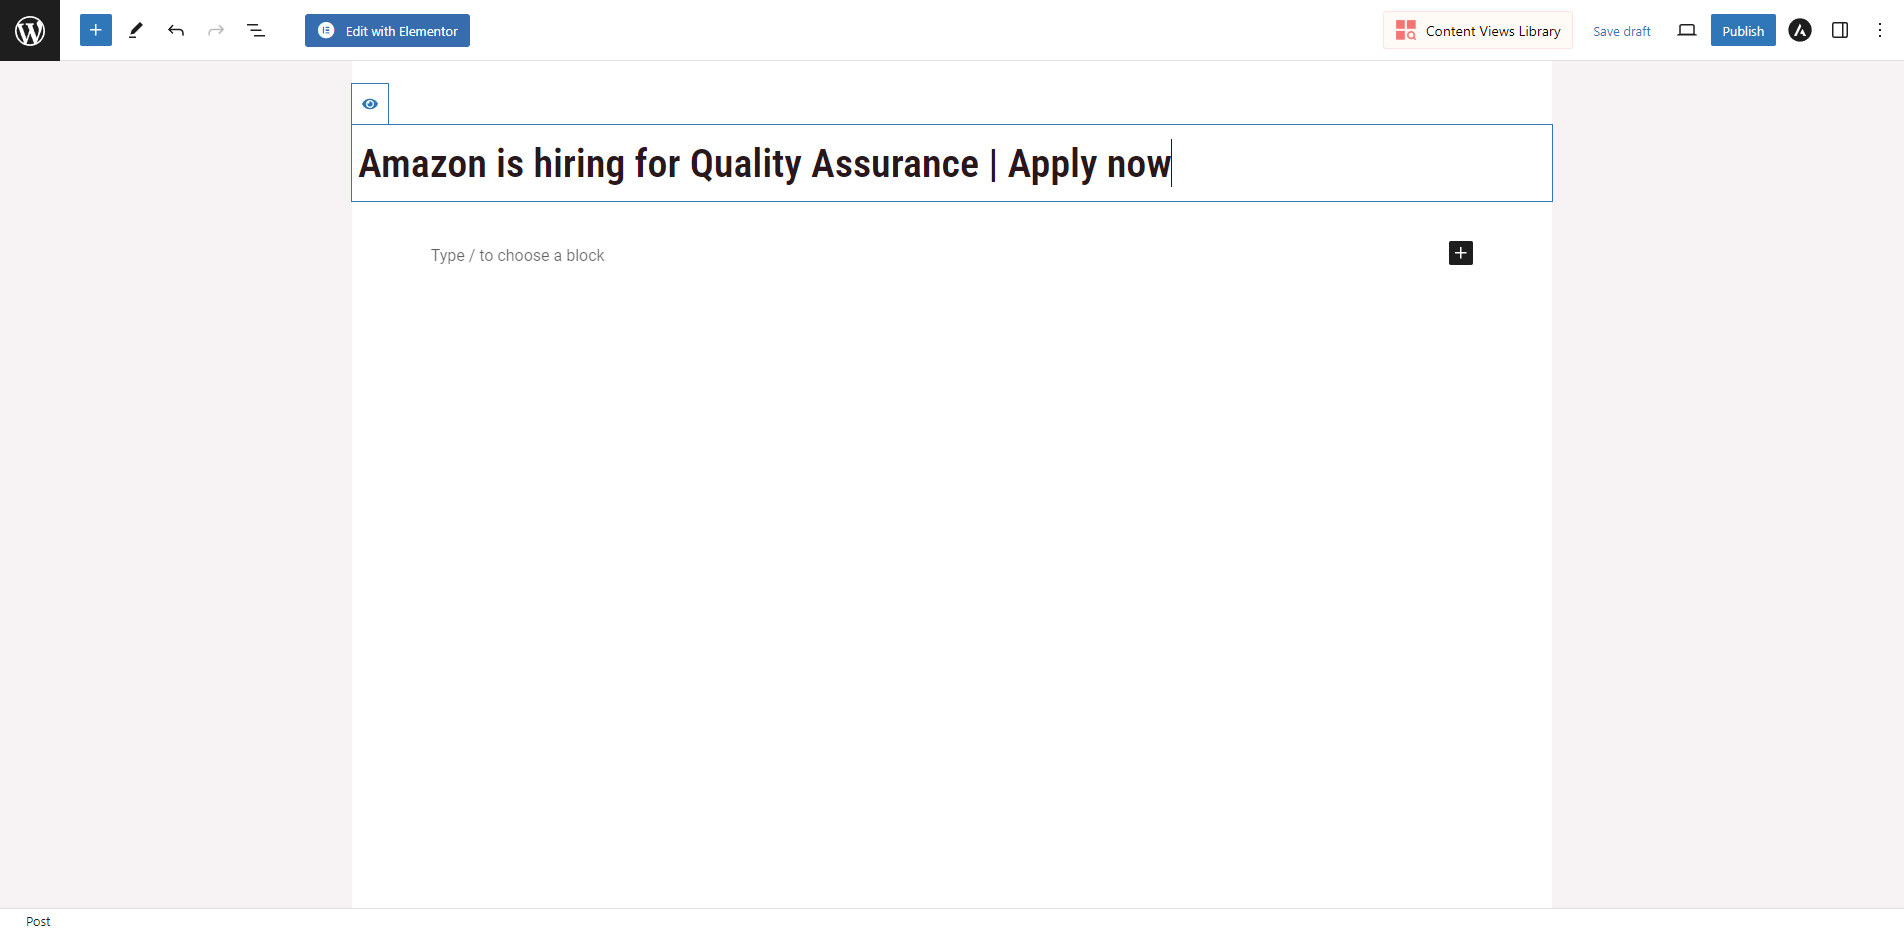 Edit with Elementor
Content Views Library
Save draft
Publish
Amazon is hiring for Quality Assurance | Apply now
Type / to choose a block
Post